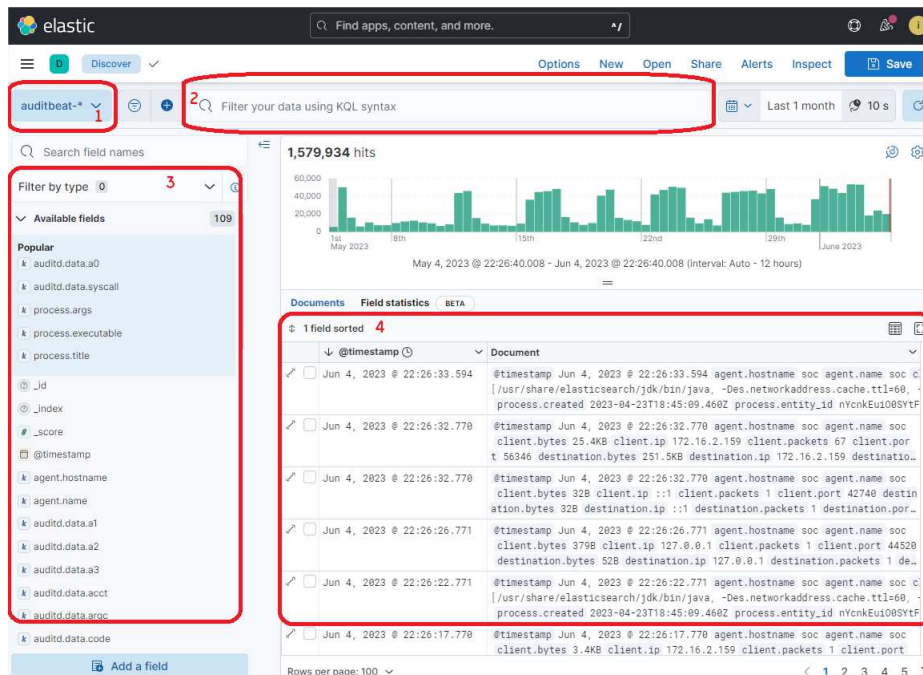 elastic
Find apps, content, and more.
^/
D
Discover
Options New Open Share Alerts Inspect Save
auditbeat-*
1
2
Filter your data using KQL syntax
Last 1 month
10 s
Search field names
Filter by type 0
3
Available fields
109
Popular
k auditd.data.a0
k auditd.data.syscall
k process.args
k process.executable
k process.title
_id
_index
# _score
@timestamp
k agent.hostname
k agent.name
k auditd.data.a1
k auditd.data.a2
k auditd.data.a3
k auditd.data.acct
k auditd.data.argc
k auditd.data.code
Add a field
1,579,934 hits
60,000
40,000
20,000
0
1st
May 2023
8th
15th
22nd
29th
June 2023
May 4, 2023 @ 22:26:40.008 - Jun 4, 2023 @ 22:26:40.008 (interval: Auto - 12 hours)
Documents Field statistics BETA
1 field sorted 4
@timestamp Document
Jun 4, 2023 @ 22:26:33.594 @timestamp Jun 4, 2023 @ 22:26:33.594 agent.hostname soc agent.name soc c
[/usr/share/elasticsearch/jdk/bin/java, -Des.networkaddress.cache.ttl=60, -
process.created 2023-04-23T18:45:09.460Z process.entity_id nYcnkEui00SYtF
Jun 4, 2023 @ 22:26:32.770 @timestamp Jun 4, 2023 @ 22:26:32.770 agent.hostname soc agent.name soc
client.bytes 25.4KB client.ip 172.16.2.159 client.packets 67 client.por
t 56346 destination.bytes 251.5KB destination.ip 172.16.2.159 destinatio…
Jun 4, 2023 @ 22:26:32.770 @timestamp Jun 4, 2023 @ 22:26:32.770 agent.hostname soc agent.name soc
client.bytes 32B client.ip ::1 client.packets 1 client.port 42740 destin
ation.bytes 32B destination.ip ::1 destination.packets 1 destination.por…
Jun 4, 2023 @ 22:26:26.771 @timestamp Jun 4, 2023 @ 22:26:26.771 agent.hostname soc agent.name soc
client.bytes 379B client.ip 127.0.0.1 client.packets 1 client.port 44520
destination.bytes 52B destination.ip 127.0.0.1 destination.packets 1 de…
Jun 4, 2023 @ 22:26:22.771 @timestamp Jun 4, 2023 @ 22:26:22.771 agent.hostname soc agent.name soc c
[/usr/share/elasticsearch/jdk/bin/java, -Des.networkaddress.cache.ttl=60, -
process.created 2023-04-23T18:45:09.460Z process.entity_id nYcnkEui00SYtF
Jun 4, 2023 @ 22:26:17.770 @timestamp Jun 4, 2023 @ 22:26:17.770 agent.hostname soc agent.name soc
client.bytes 3.4KB client.ip 172.16.2.159 client.packets 1 client.port
Rows per page: 100
1 2 3 4 5